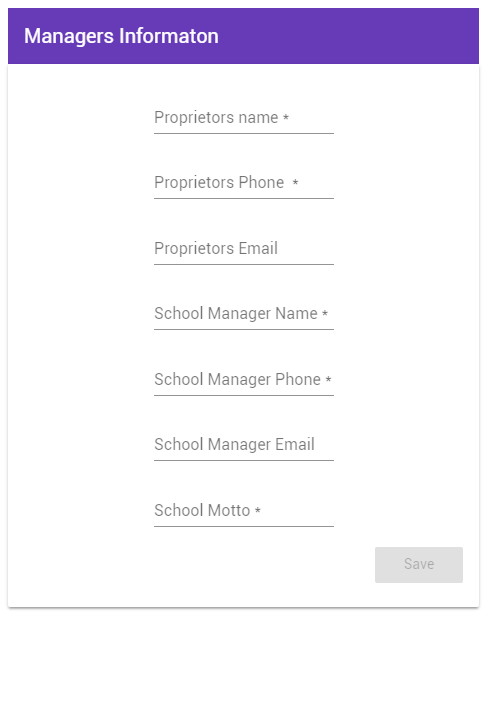 Managers Informaton
Proprietors name *
Proprietors Phone *
Proprietors Email
School Manager Name *
School Manager Phone *
School Manager Email
School Motto *
Save